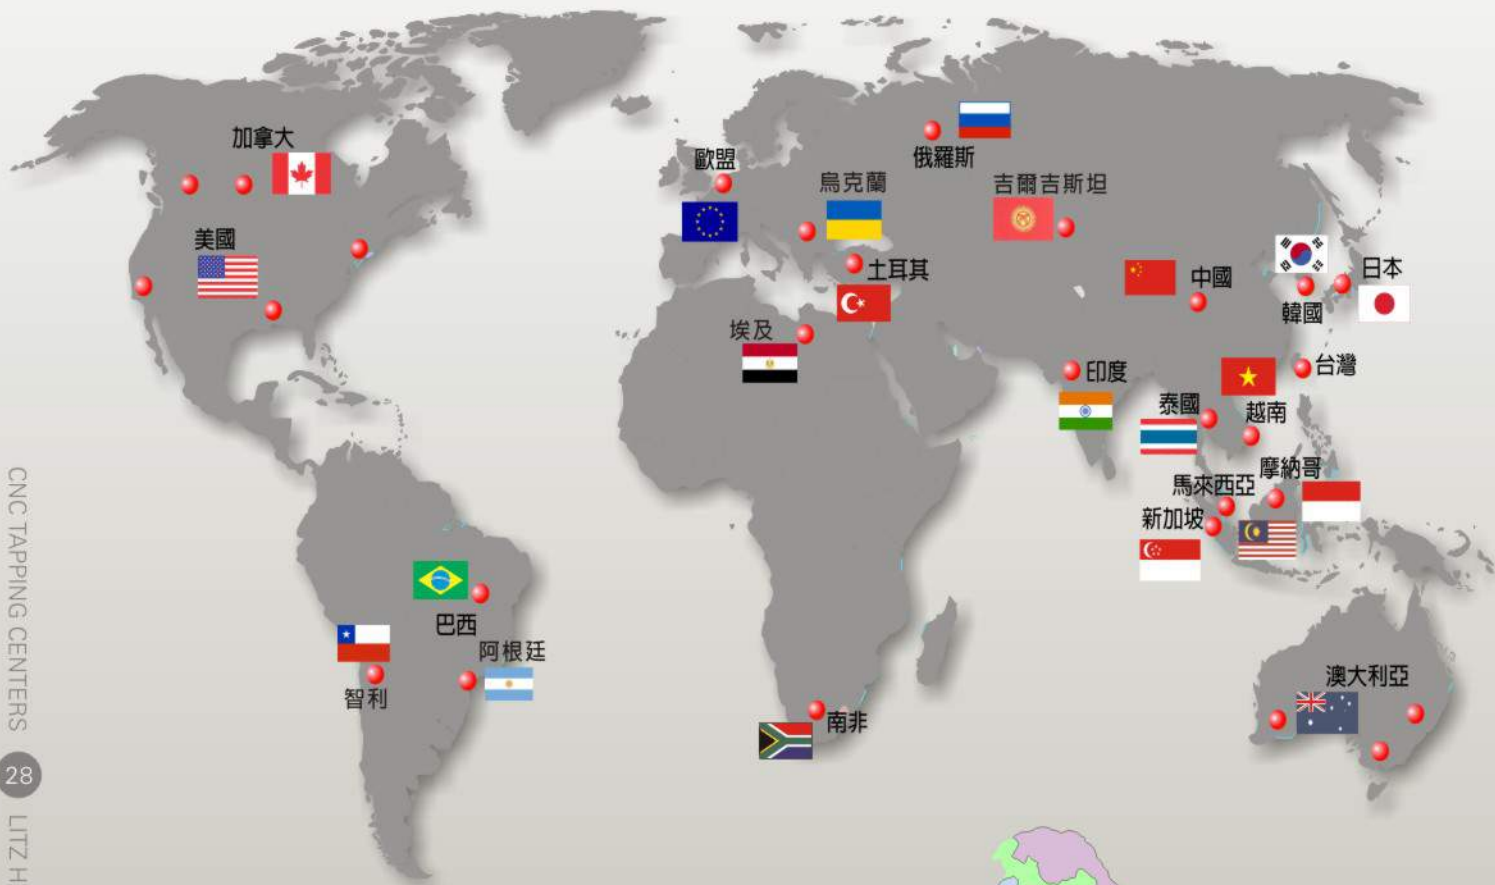 加拿大
美國
歐盟
烏克蘭
俄羅斯
吉爾吉斯坦
土耳其
埃及
中國
韓國
日本
台灣
印度
泰國
越南
摩納哥
馬來西亞
新加坡
巴西
阿根廷
智利
南非
澳大利亞
CNC TAPPING CENTERS 28 LITZ H